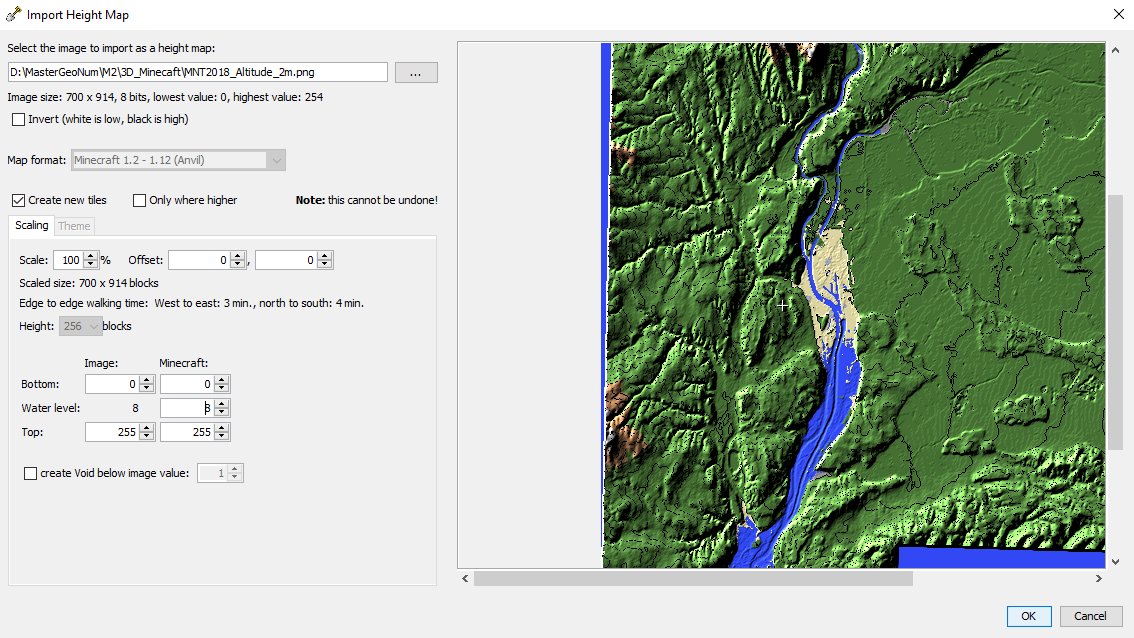 Import Height Map
Select the image to import as a height map:
D:\MasterGeoNum\M2\3D_Minecaft\MNT2018_Altitude_2m.png
...
Image size: 700 x 914, 8 bits, lowest value: 0, highest value: 254
Invert (white is low, black is high)
Map format: Minecraft 1.2 - 1.12 (Anvil)
Create new tiles Only where higher Note: this cannot be undone!
Scaling Theme
Scale: 100 % Offset: 0 , 0
Scaled size: 700 x 914 blocks
Edge to edge walking time: West to east: 3 min., north to south: 4 min.
Height: 256 blocks
Image: Minecraft:
Bottom: 0 0
Water level: 8 8
Top: 255 255
create Void below image value: 1
OK Cancel